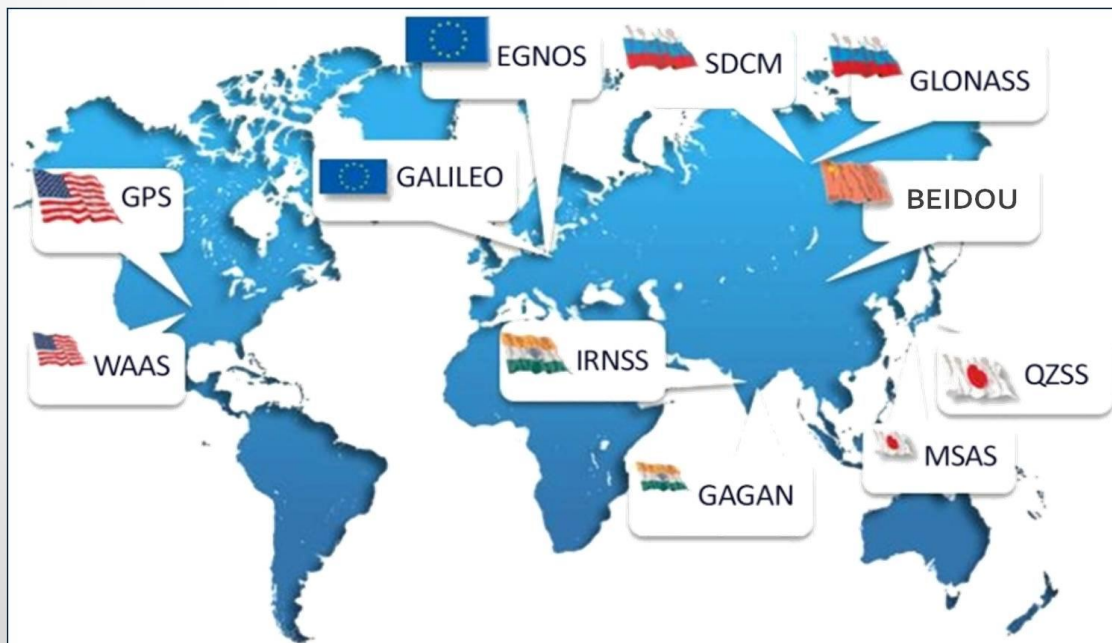 EGNOS
SDCM
GLONASS
GALILEO
GPS
BEIDOU
WAAS
IRNSS
QZSS
MSAS
GAGAN